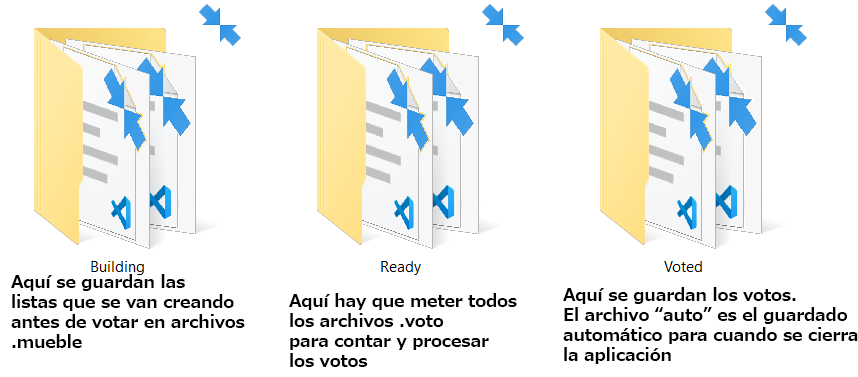 Building
Aquí se guardan las
listas que se van creando
antes de votar en archivos
.mueble
Ready
Aquí hay que meter todos
los archivos .voto
para contar y procesar
los votos
Voted
Aquí se guardan los votos.
El archivo “auto” es el guardado
automático para cuando se cierra
la aplicación